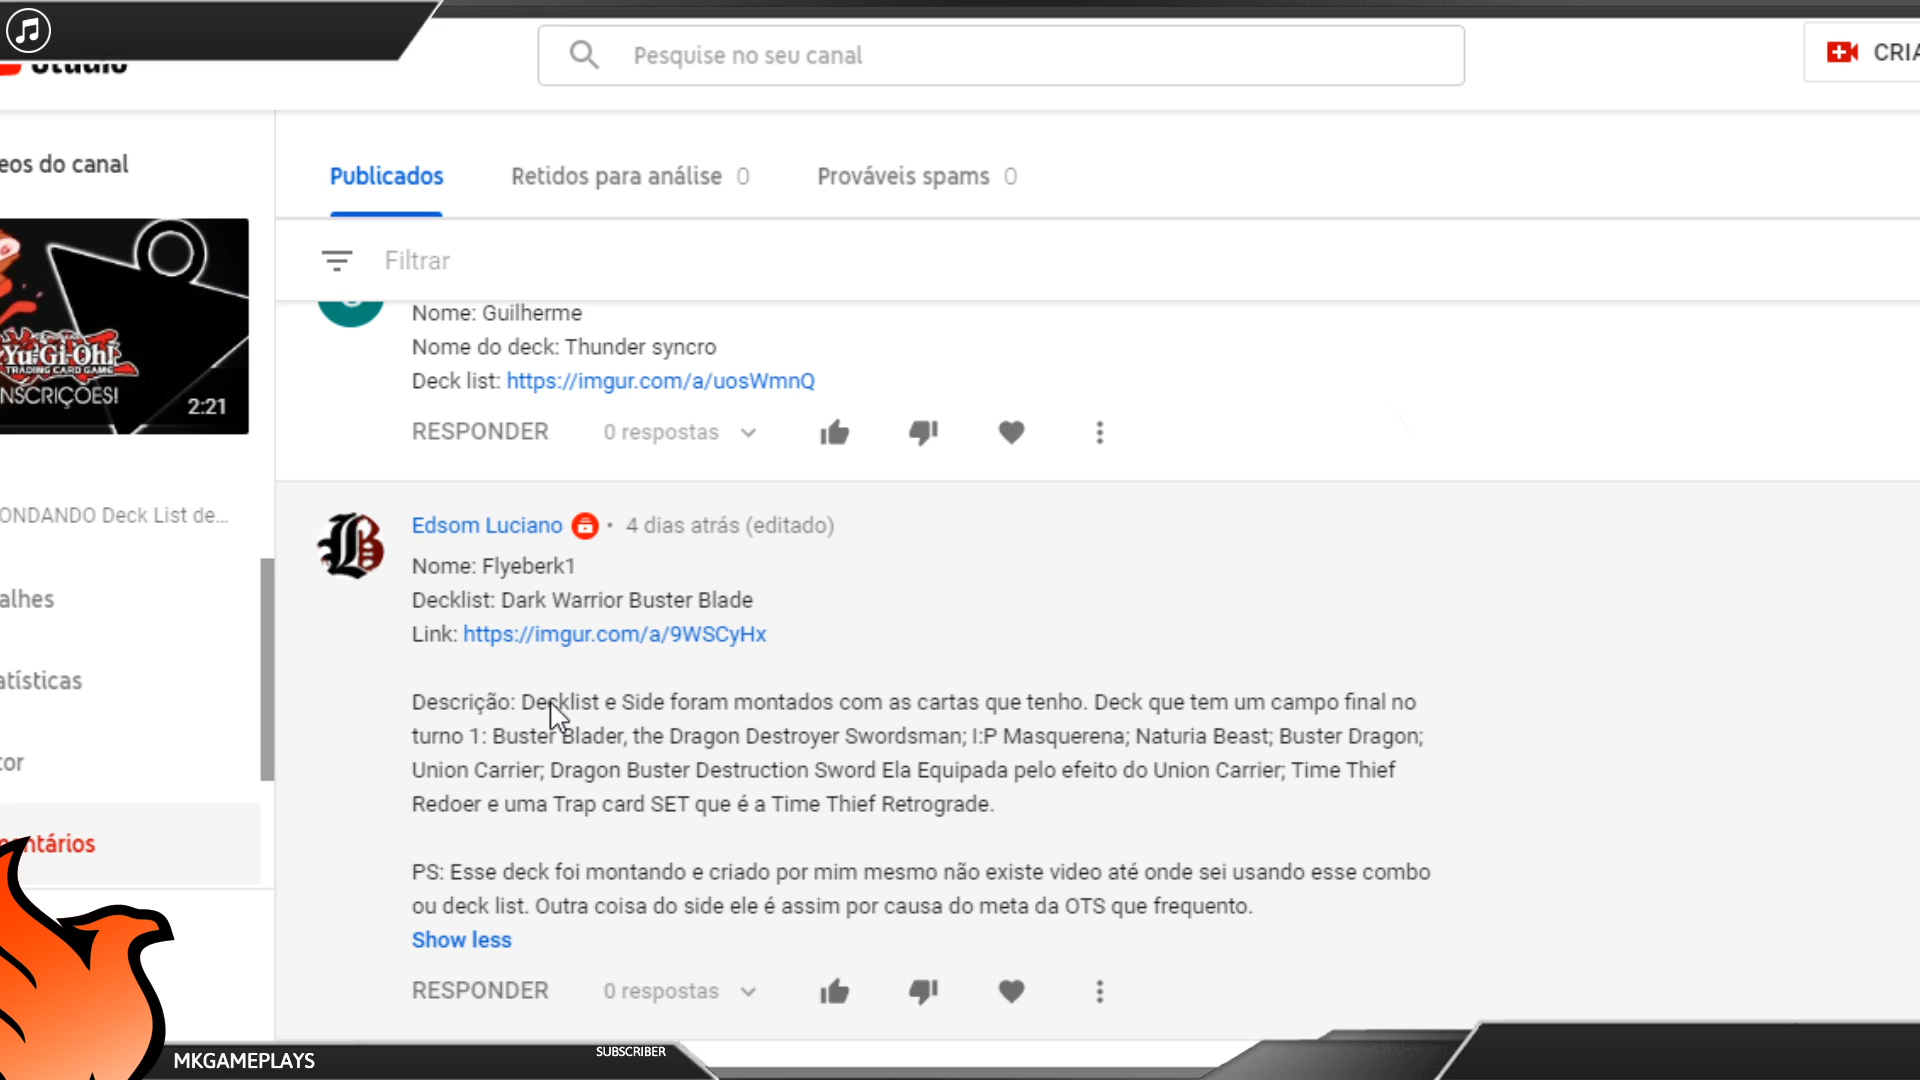 Studio
Pesquise no seu canal
CRIA
eos do canal
Publicados
Retidos para análise 0
Prováveis spams 0
Filtrar
Yu-Gi-Oh!
TRADING CARD GAME
NSCRIÇOES!
2:21
Nome: Guilherme
Nome do deck: Thunder syncro
Deck list: https://imgur.com/a/uosWmnQ
RESPONDER 0 respostas
ONDANDO Deck List de...
Edsom Luciano • 4 dias atrás (editado)
Nome: Flyeberk1
Decklist: Dark Warrior Buster Blade
Link: https://imgur.com/a/9WSCyHx
alhes
atísticas
tor
mentários
Descrição: Decklist e Side foram montados com as cartas que tenho. Deck que tem um campo final no
turno 1: Buster Blader, the Dragon Destroyer Swordsman; I:P Masquerena; Naturia Beast; Buster Dragon;
Union Carrier; Dragon Buster Destruction Sword Ela Equipada pelo efeito do Union Carrier; Time Thief
Redoer e uma Trap card SET que é a Time Thief Retrograde.
PS: Esse deck foi montando e criado por mim mesmo não existe video até onde sei usando esse combo
ou deck list. Outra coisa do side ele é assim por causa do meta da OTS que frequento.
Show less
RESPONDER 0 respostas
MKGAMEPLAYS
SUBSCRIBER